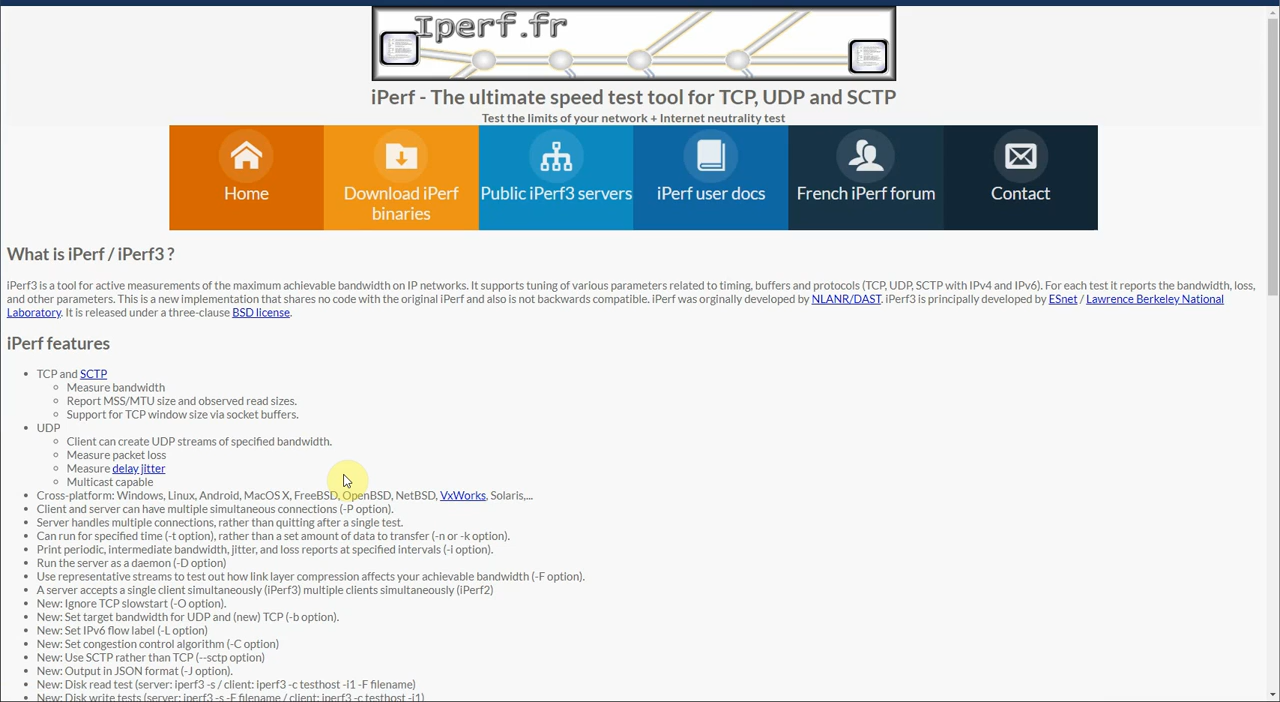 Iperf.fr
iPerf - The ultimate speed test tool for TCP, UDP and SCTP
Test the limits of your network + Internet neutrality test
Home
Download iPerf binaries
Public iPerf3 servers
iPerf user docs
French iPerf forum
Contact
What is iPerf / iPerf3 ?
iPerf3 is a tool for active measurements of the maximum achievable bandwidth on IP networks. It supports tuning of various parameters related to timing, buffers and protocols (TCP, UDP, SCTP with IPv4 and IPv6). For each test it reports the bandwidth, loss,
and other parameters. This is a new implementation that shares no code with the original iPerf and also is not backwards compatible. iPerf was orginally developed by NLANR/DAST. iPerf3 is principally developed by ESnet / Lawrence Berkeley National
Laboratory. It is released under a three-clause BSD license.
iPerf features
TCP and SCTP
Measure bandwidth
Report MSS/MTU size and observed read sizes.
Support for TCP window size via socket buffers.
UDP
Client can create UDP streams of specified bandwidth.
Measure packet loss
Measure delay jitter
Multicast capable
Cross-platform: Windows, Linux, Android, MacOS X, FreeBSD, OpenBSD, NetBSD, VxWorks, Solaris,...
Client and server can have multiple simultaneous connections (-P option).
Server handles multiple connections, rather than quitting after a single test.
Can run for specified time (-t option), rather than a set amount of data to transfer (-n or -k option).
Print periodic, intermediate bandwidth, jitter, and loss reports at specified intervals (-i option).
Run the server as a daemon (-D option)
Use representative streams to test out how link layer compression affects your achievable bandwidth (-F option).
A server accepts a single client simultaneously (iPerf3) multiple clients simultaneously (iPerf2)
New: Ignore TCP slowstart (-O option).
New: Set target bandwidth for UDP and (new) TCP (-b option).
New: Set IPv6 flow label (-L option)
New: Set congestion control algorithm (-C option)
New: Use SCTP rather than TCP (--sctp option)
New: Output in JSON format (-J option).
New: Disk read test (server: iperf3 -s / client: iperf3 -c testhost -i1 -F filename)
New: Disk write tests (server: iperf3 -s -F filename / client: iperf3 -c testhost -i1)